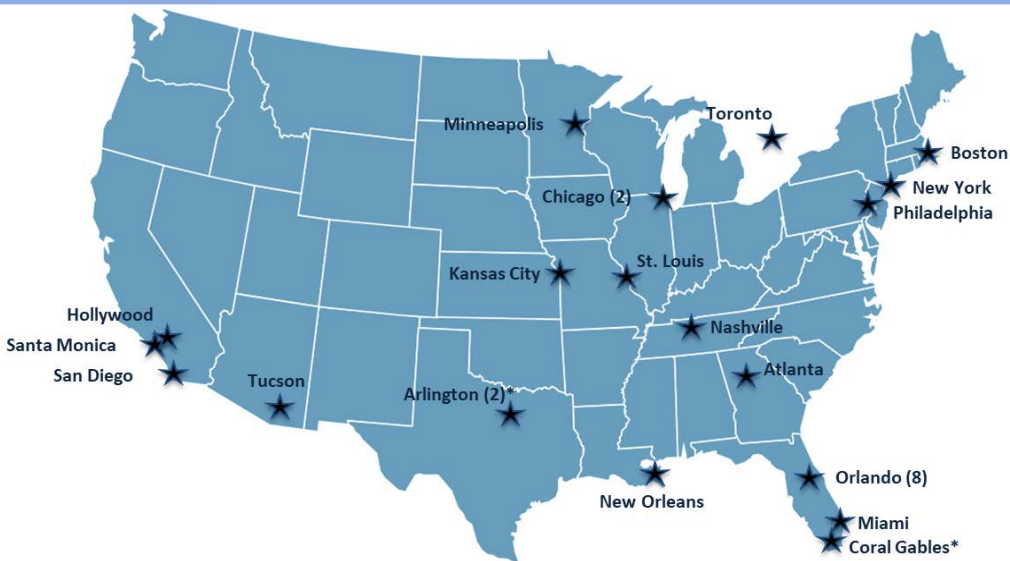 Minneapolis
Toronto
Boston
Chicago (2)
New York
Philadelphia
Kansas City
St. Louis
Hollywood
Santa Monica
Nashville
San Diego
Tucson
Atlanta
Arlington (2)*
Orlando (8)
New Orleans
Miami
Coral Gables*